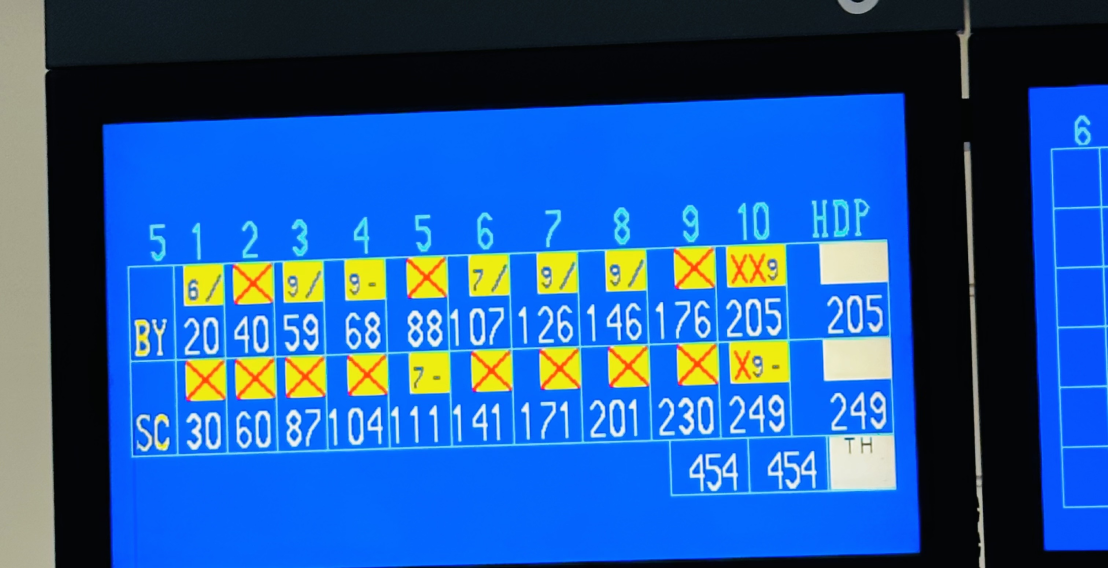 5 1 2 3 4 5 6 7 8 9 10 HDP
6/ X 9/ 9- X 7/ 9/ 9/ X XX9
BY 20 40 59 68 88 107 126 146 176 205 205
X X X X 7- X X X X X9-
SC 30 60 87 104 111 141 171 201 230 249 249
454 454 TH
6